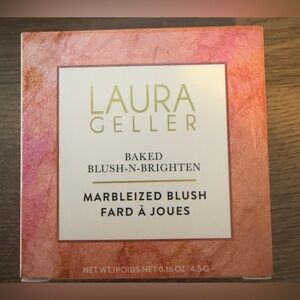 LAURA
GELLER
BAKED
BLUSH-N-BRIGHTEN
MARBLEIZED BLUSH
FARD À JOUES
NET WT./POIDS NET 0.16 OZ / 4.5 G